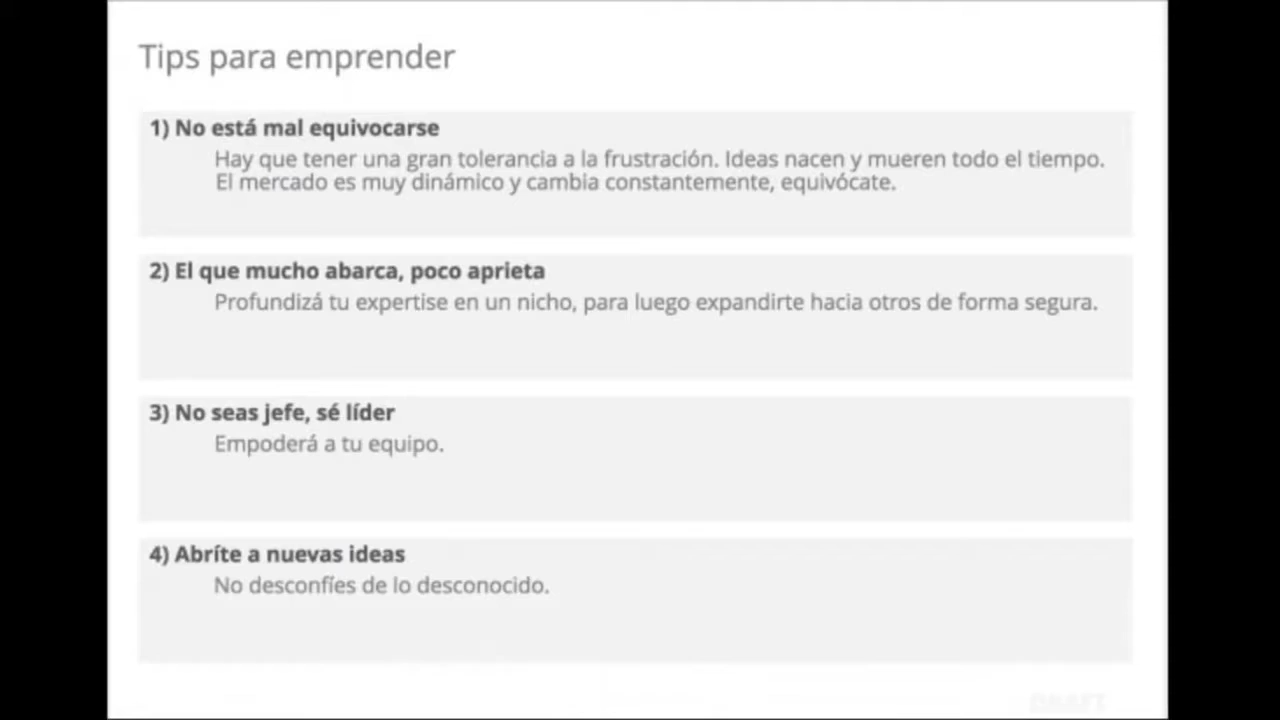 Tips para emprender
1) No está mal equivocarse
Hay que tener una gran tolerancia a la frustración. Ideas nacen y mueren todo el tiempo.
El mercado es muy dinámico y cambia constantemente, equivócate.
2) El que mucho abarca, poco aprieta
Profundizá tu expertise en un nicho, para luego expandirte hacia otros de forma segura.
3) No seas jefe, sé líder
Empoderá a tu equipo.
4) Abríte a nuevas ideas
No desconfíes de lo desconocido.